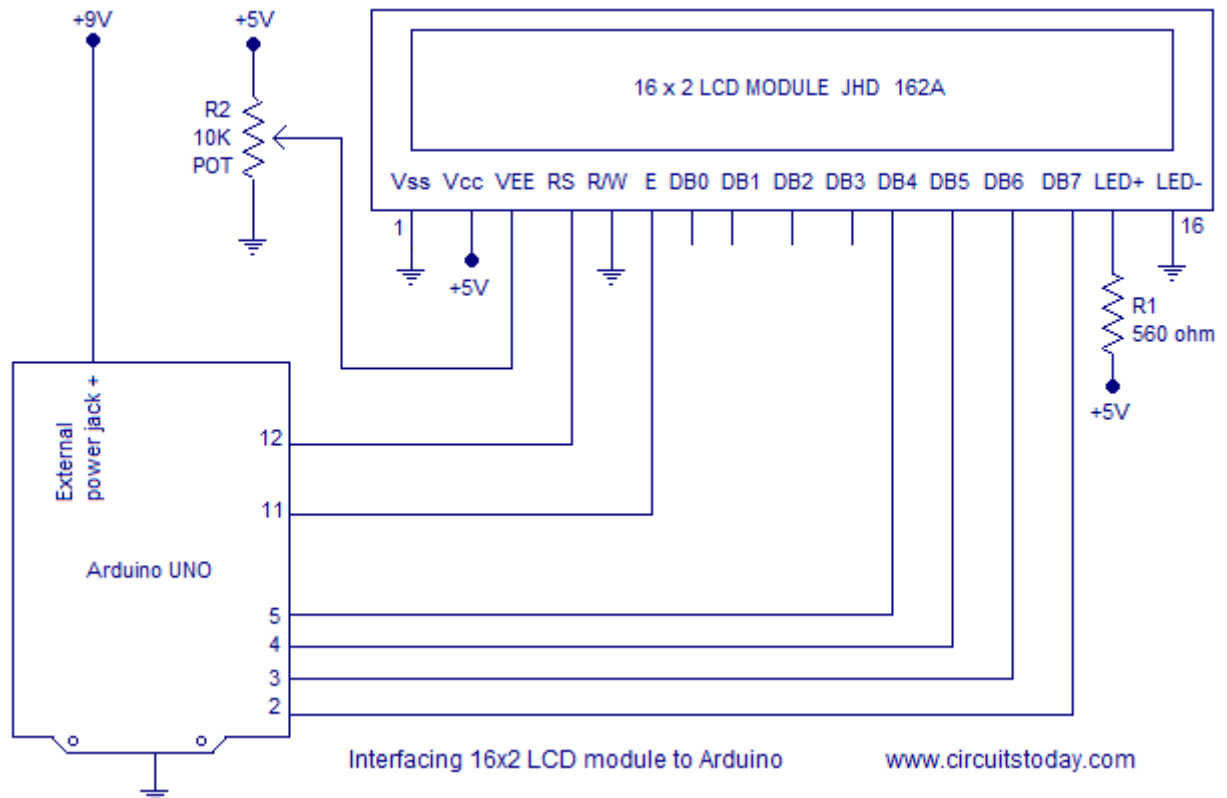 +9V
+5V
R2
10K
POT
16 x 2 LCD MODULE JHD 162A
Vss Vcc VEE RS R/W E DB0 DB1 DB2 DB3 DB4 DB5 DB6 DB7 LED+ LED-
1
16
+5V
R1
560 ohm
+5V
External
power jack +
12
11
Arduino UNO
5
4
3
2
Interfacing 16x2 LCD module to Arduino
www.circuitstoday.com